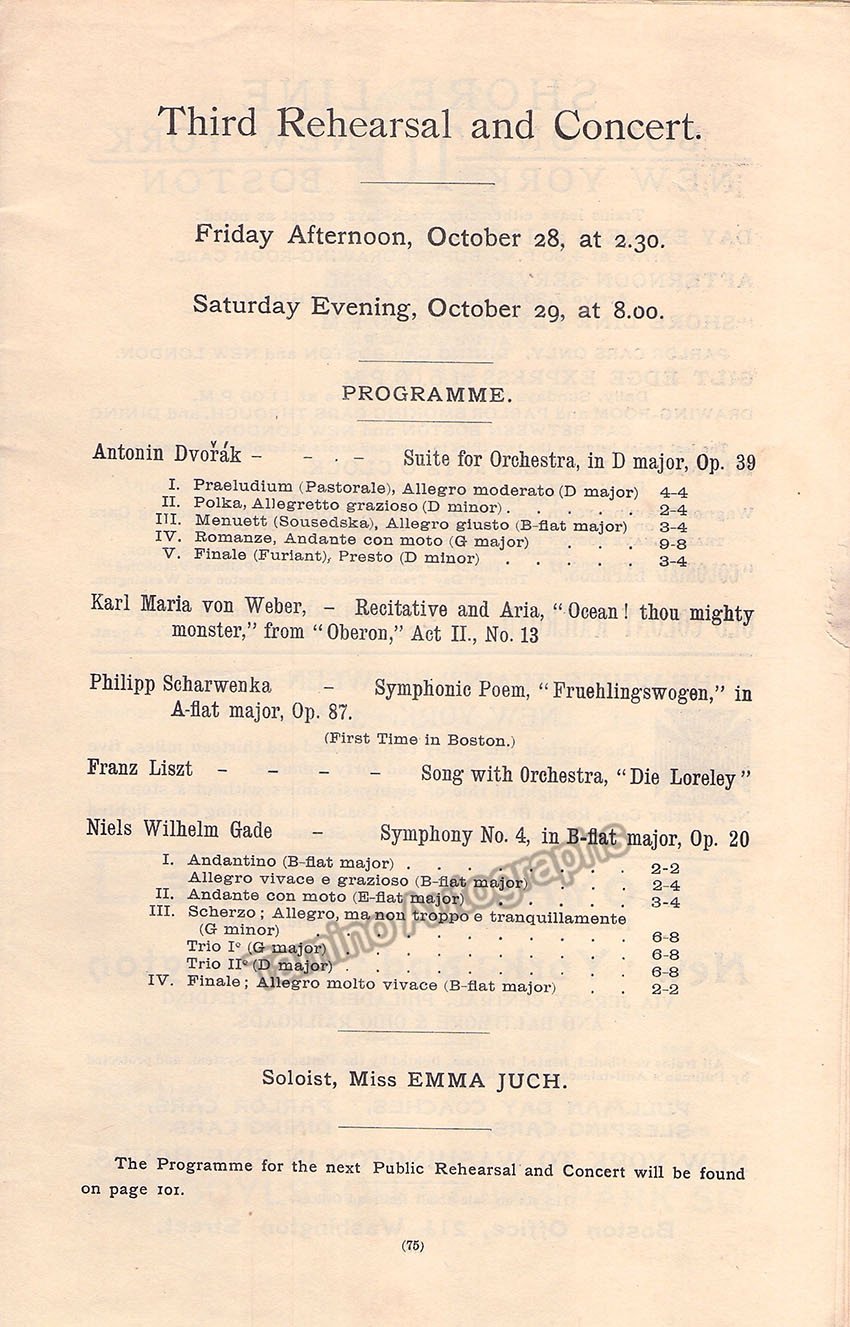 Third Rehearsal and Concert.
Friday Afternoon, October 28, at 2.30.
Saturday Evening, October 29, at 8.00.
PROGRAMME.
Antonin Dvořák - - . - Suite for Orchestra, in D major, Op. 39
I. Praeludium (Pastorale), Allegro moderato (D major) 4-4
II. Polka, Allegretto grazioso (D minor) . . . . . 2-4
III. Menuett (Sousedska), Allegro giusto (B-flat major) 3-4
IV. Romanze, Andante con moto (G major) . . . 9-8
V. Finale (Furiant), Presto (D minor) . . . . . 3-4
Karl Maria von Weber, - Recitative and Aria, "Ocean! thou mighty
monster," from "Oberon," Act II., No. 13
Philipp Scharwenka - Symphonic Poem, "Fruehlingswogen," in
A-flat major, Op. 87.
(First Time in Boston.)
Franz Liszt - - - - Song with Orchestra, "Die Loreley"
Niels Wilhelm Gade - Symphony No. 4, in B-flat major, Op. 20
I. Andantino (B-flat major) . . . . . . . . 2-2
Allegro vivace e grazioso (B-flat major) . . . 2-4
II. Andante con moto (E-flat major) . . . . . 3-4
III. Scherzo; Allegro, ma non troppo e tranquillamente
(G minor) . . . . . . . . . . . 6-8
Trio I° (G major) . . . . . . . . . . 6-8
Trio II° (D major) . . . . . . . . . . 6-8
IV. Finale; Allegro molto vivace (B-flat major) . . 2-2
Tamino Autographs
Soloist, Miss EMMA JUCH.
The Programme for the next Public Rehearsal and Concert will be found
on page 101.
(75)